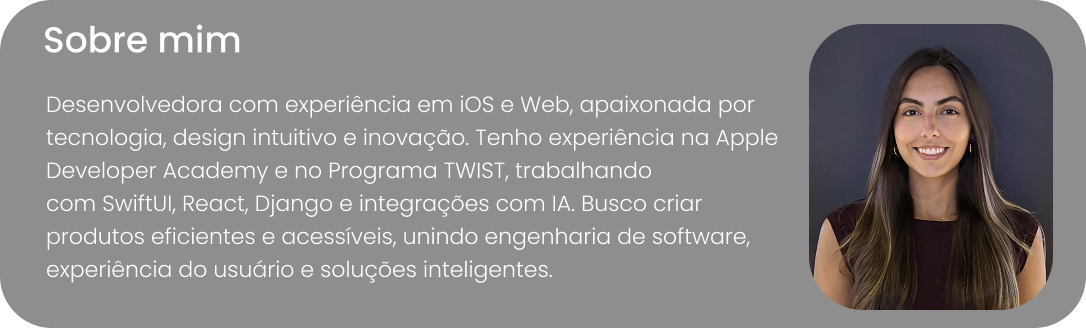 Sobre mim
Desenvolvedora com experiência em iOS e Web, apaixonada por
tecnologia, design intuitivo e inovação. Tenho experiência na Apple
Developer Academy e no Programa TWIST, trabalhando
com SwiftUI, React, Django e integrações com IA. Busco criar
produtos eficientes e acessíveis, unindo engenharia de software,
experiência do usuário e soluções inteligentes.